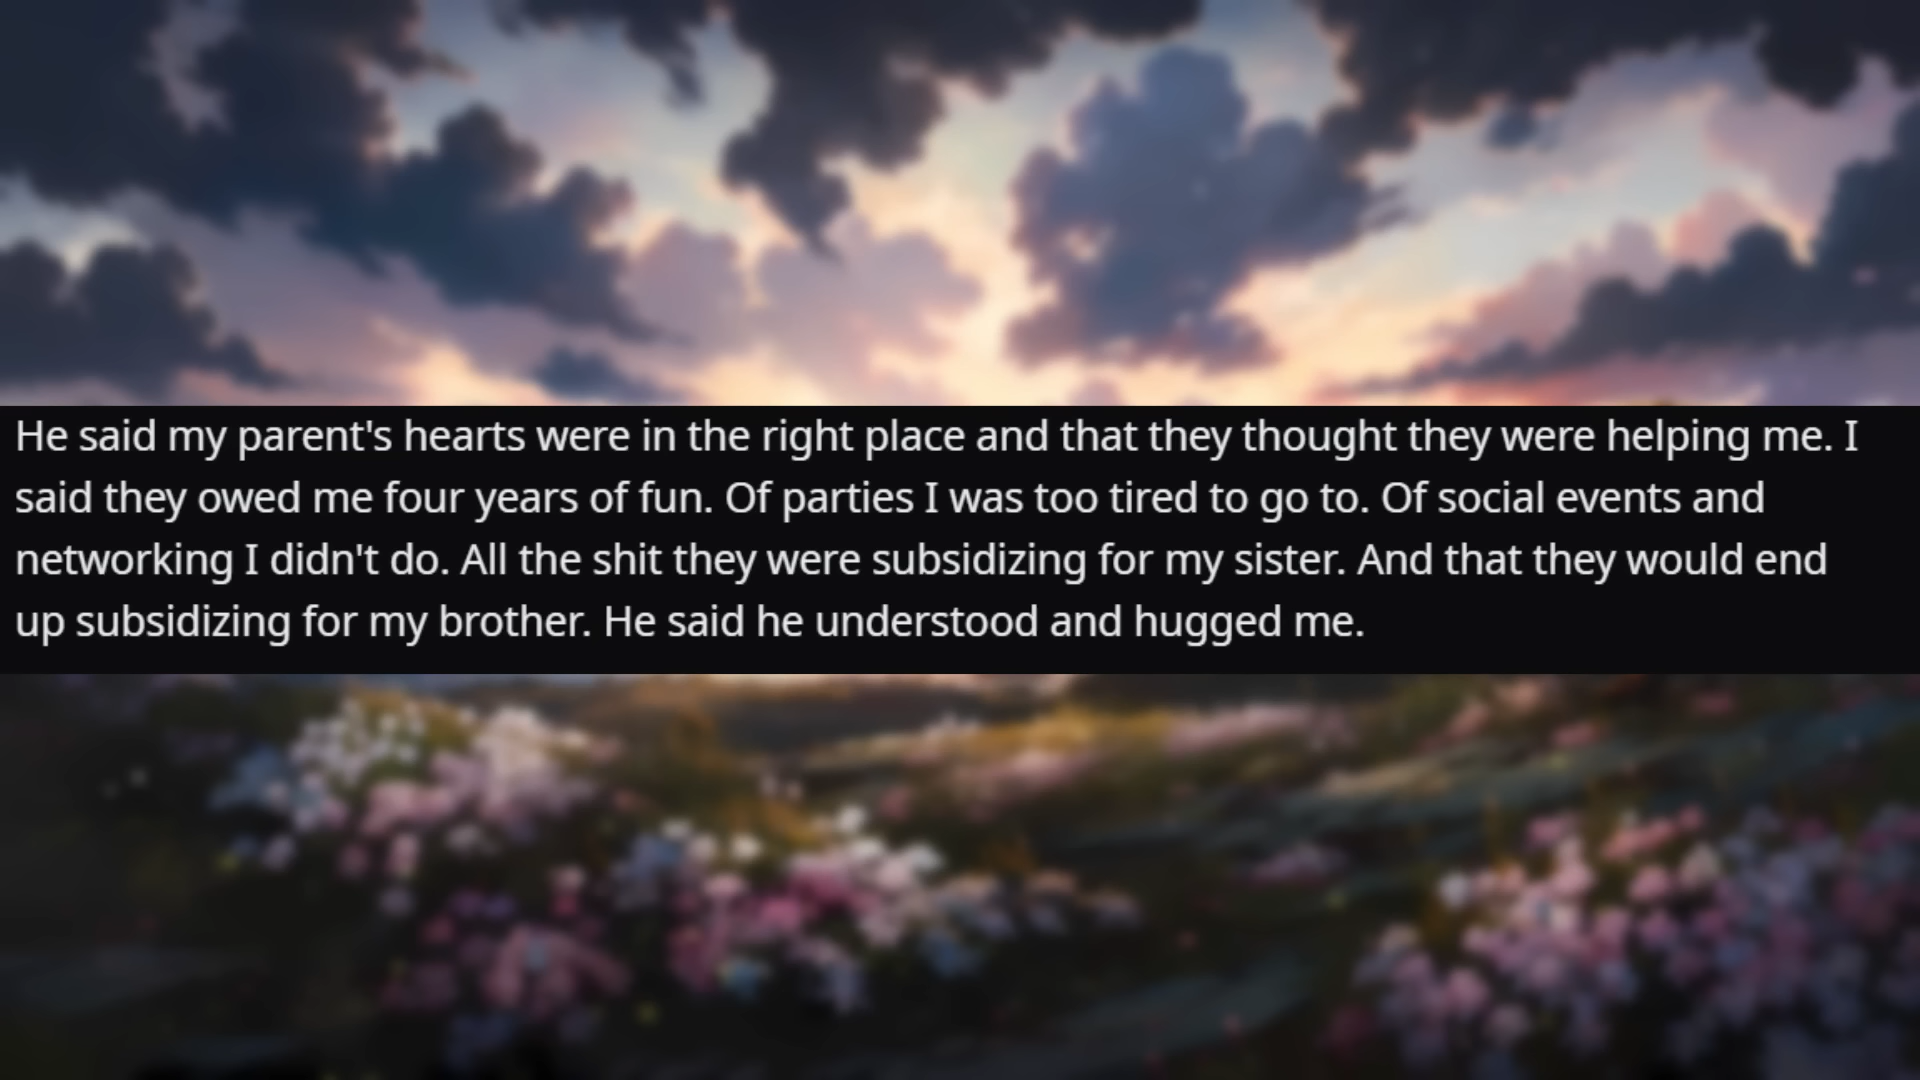 He said my parent's hearts were in the right place and that they thought they were helping me. I
said they owed me four years of fun. Of parties I was too tired to go to. Of social events and
networking I didn't do. All the shit they were subsidizing for my sister. And that they would end
up subsidizing for my brother. He said he understood and hugged me.